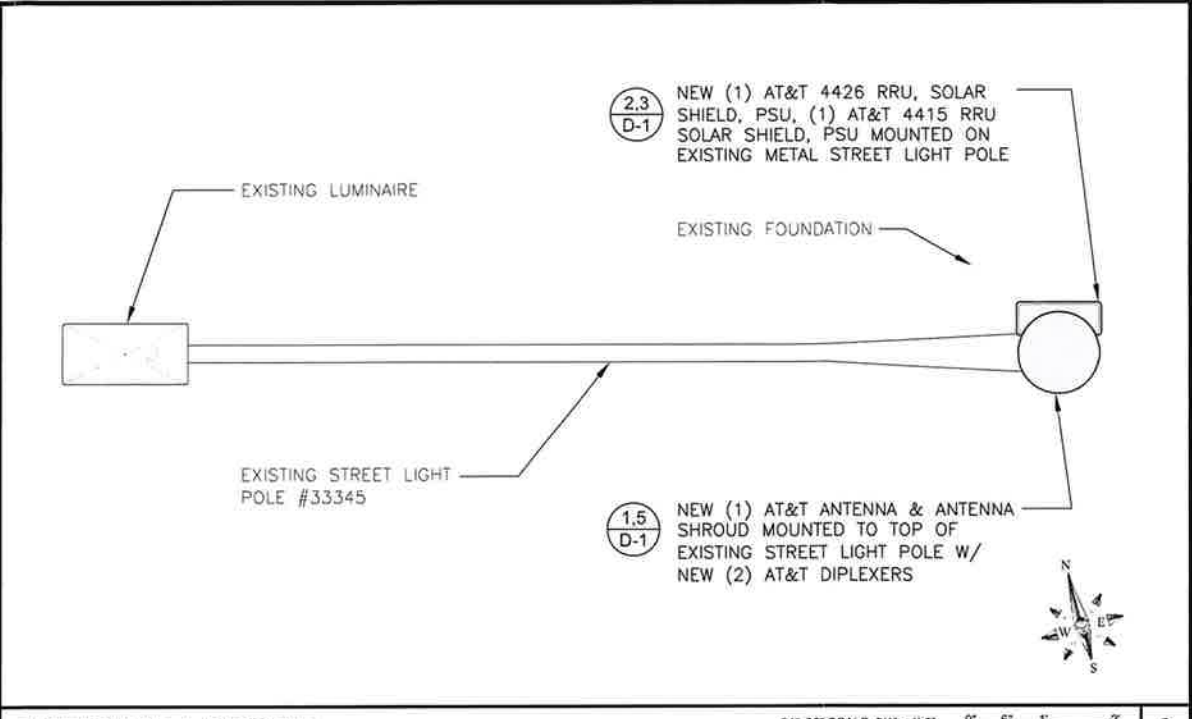 2,3
D-1
NEW (1) AT&T 4426 RRU, SOLAR
SHIELD, PSU, (1) AT&T 4415 RRU
SOLAR SHIELD, PSU MOUNTED ON
EXISTING METAL STREET LIGHT POLE
EXISTING LUMINAIRE
EXISTING FOUNDATION
EXISTING STREET LIGHT
POLE #33345
1,5
D-1
NEW (1) AT&T ANTENNA & ANTENNA
SHROUD MOUNTED TO TOP OF
EXISTING STREET LIGHT POLE W/
NEW (2) AT&T DIPLEXERS
N
W
E
S